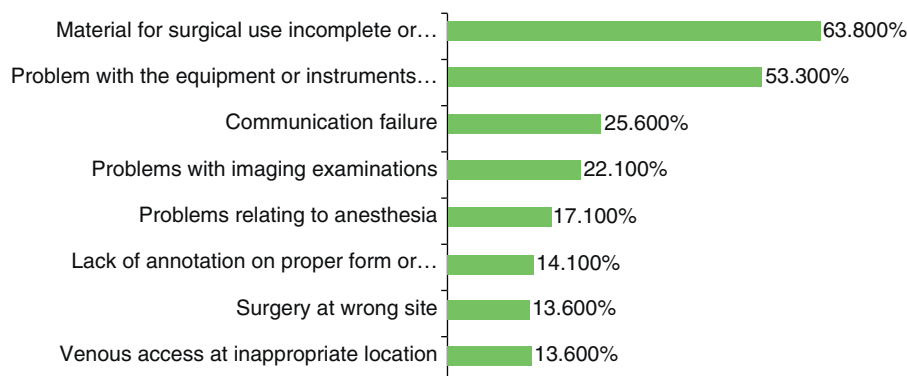 Material for surgical use incomplete or… 63.800%
Problem with the equipment or instruments… 53.300%
Communication failure 25.600%
Problems with imaging examinations 22.100%
Problems relating to anesthesia 17.100%
Lack of annotation on proper form or… 14.100%
Surgery at wrong site 13.600%
Venous access at inappropriate location 13.600%